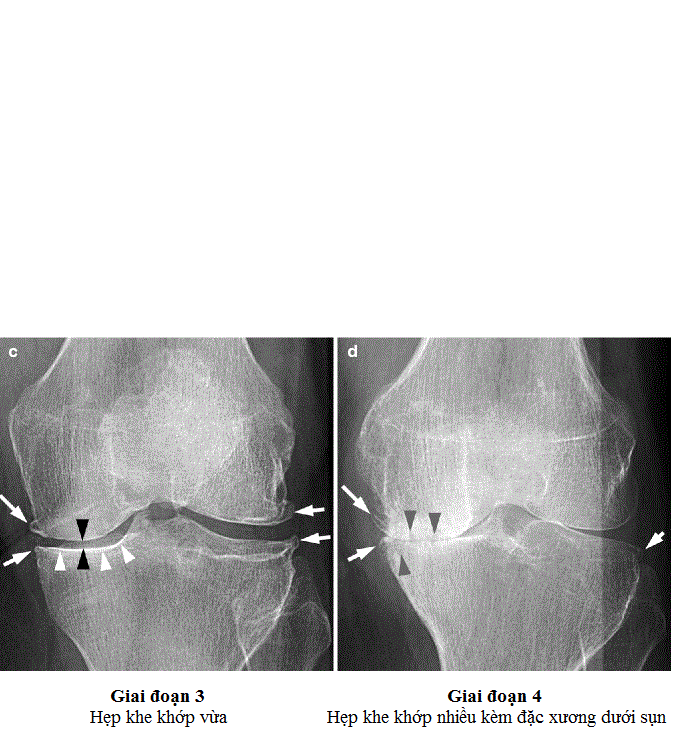 c
d
Giai đoạn 3
Hẹp khe khớp vừa
Giai đoạn 4
Hẹp khe khớp nhiều kèm đặc xương dưới sụn